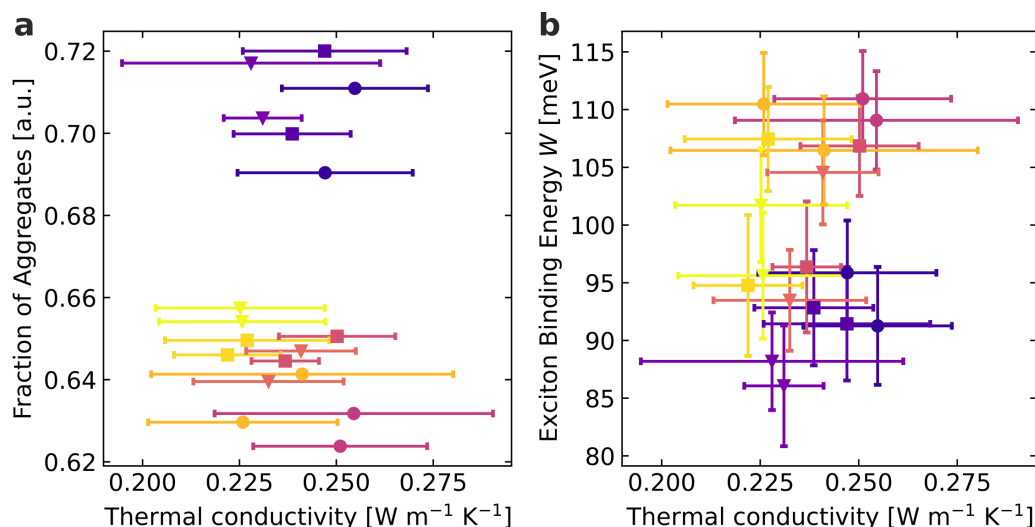 a
Fraction of Aggregates [a.u.]
0.72
0.70
0.68
0.66
0.64
0.62
0.200 0.225 0.250 0.275
Thermal conductivity [W m⁻¹ K⁻¹]
b
Exciton Binding Energy W [meV]
115
110
105
100
95
90
85
80
0.200 0.225 0.250 0.275
Thermal conductivity [W m⁻¹ K⁻¹]